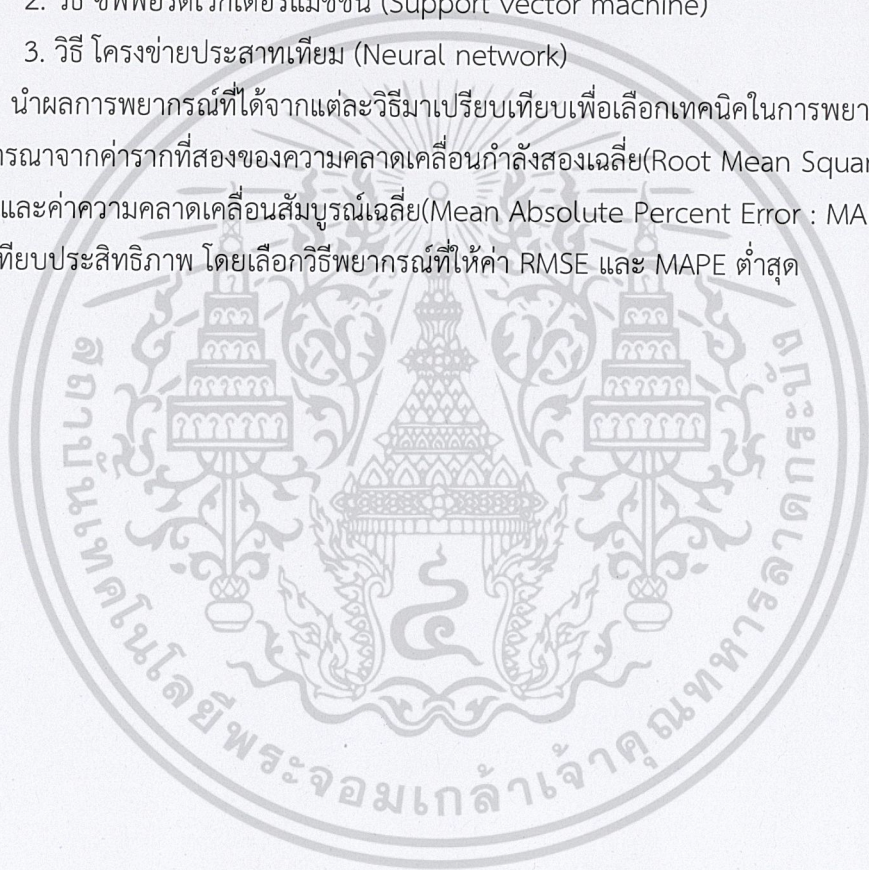 2. วิธี ซัพพอร์ตเวกเตอร์แมชชีน (Support vector machine)
3. วิธี โครงข่ายประสาทเทียม (Neural network)
นำผลการพยากรณ์ที่ได้จากแต่ละวิธีมาเปรียบเทียบเพื่อเลือกเทคนิคในการพยา
รณาจากค่ารากที่สองของความคลาดเคลื่อนกำลังสองเฉลี่ย(Root Mean Squar
และค่าความคลาดเคลื่อนสัมบูรณ์เฉลี่ย(Mean Absolute Percent Error : MA
ทียบประสิทธิภาพ โดยเลือกวิธีพยากรณ์ที่ให้ค่า RMSE และ MAPE ต่ำสุด
๔
สถาบันเทคโนโลยีพระจอมเกล้าเจ้าคุณทหารลาดกระบัง